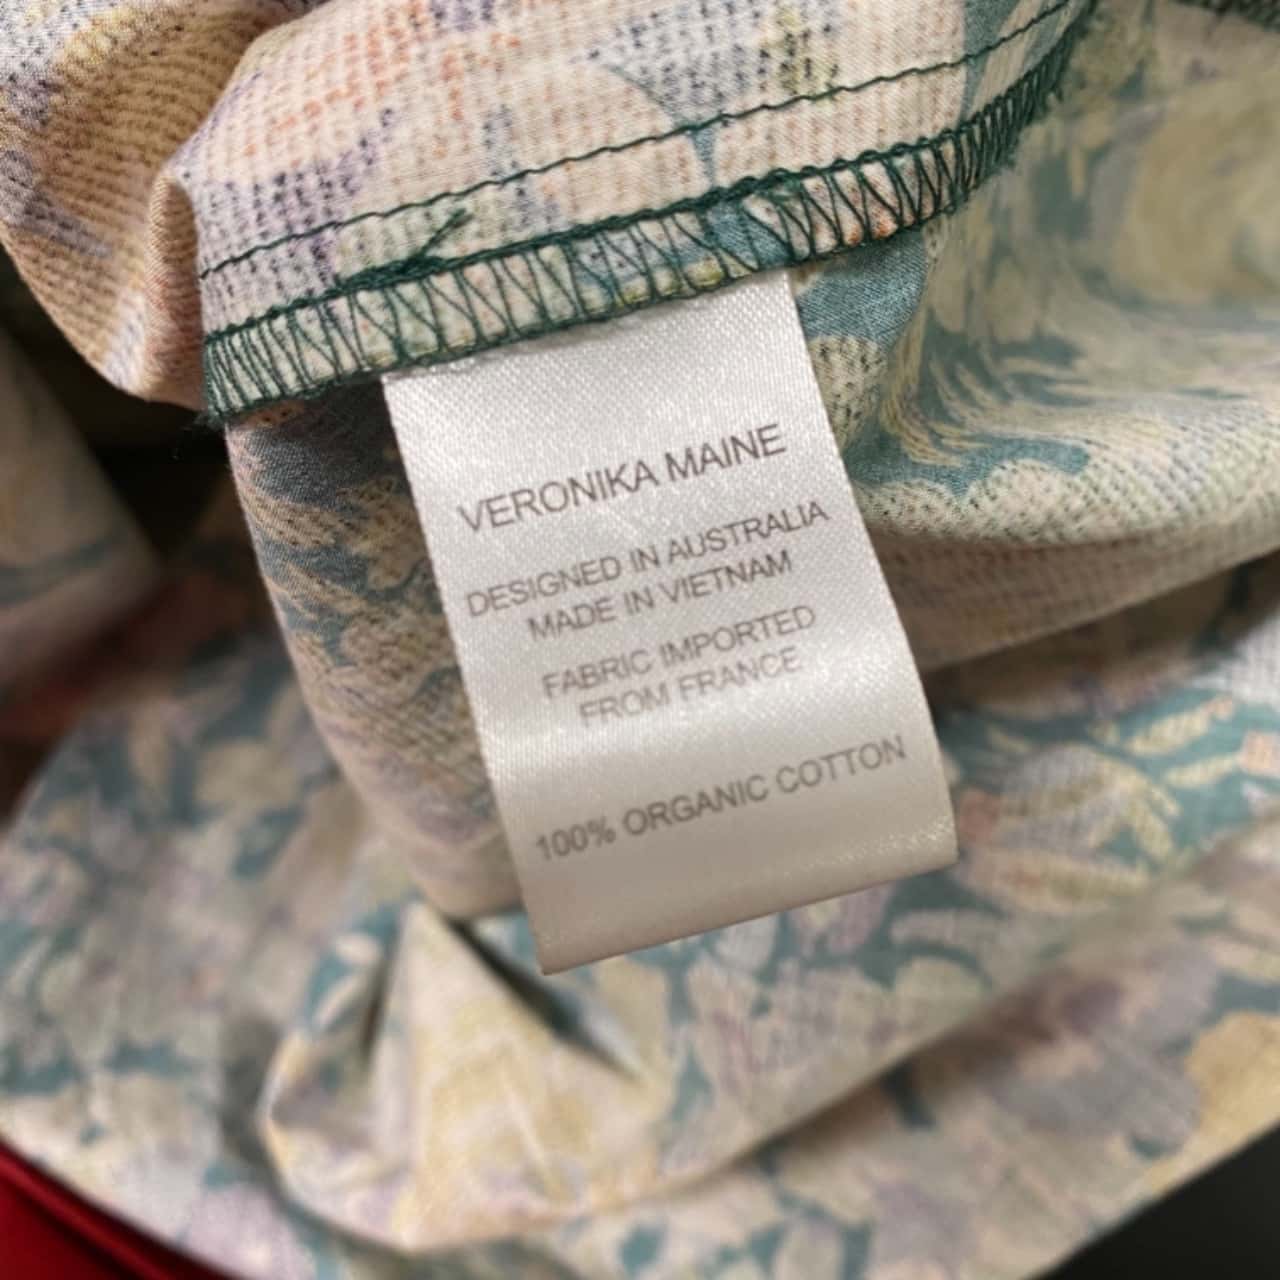 VERONIKA MAINE
DESIGNED IN AUSTRALIA
MADE IN VIETNAM
FABRIC IMPORTED
FROM FRANCE
100% ORGANIC COTTON